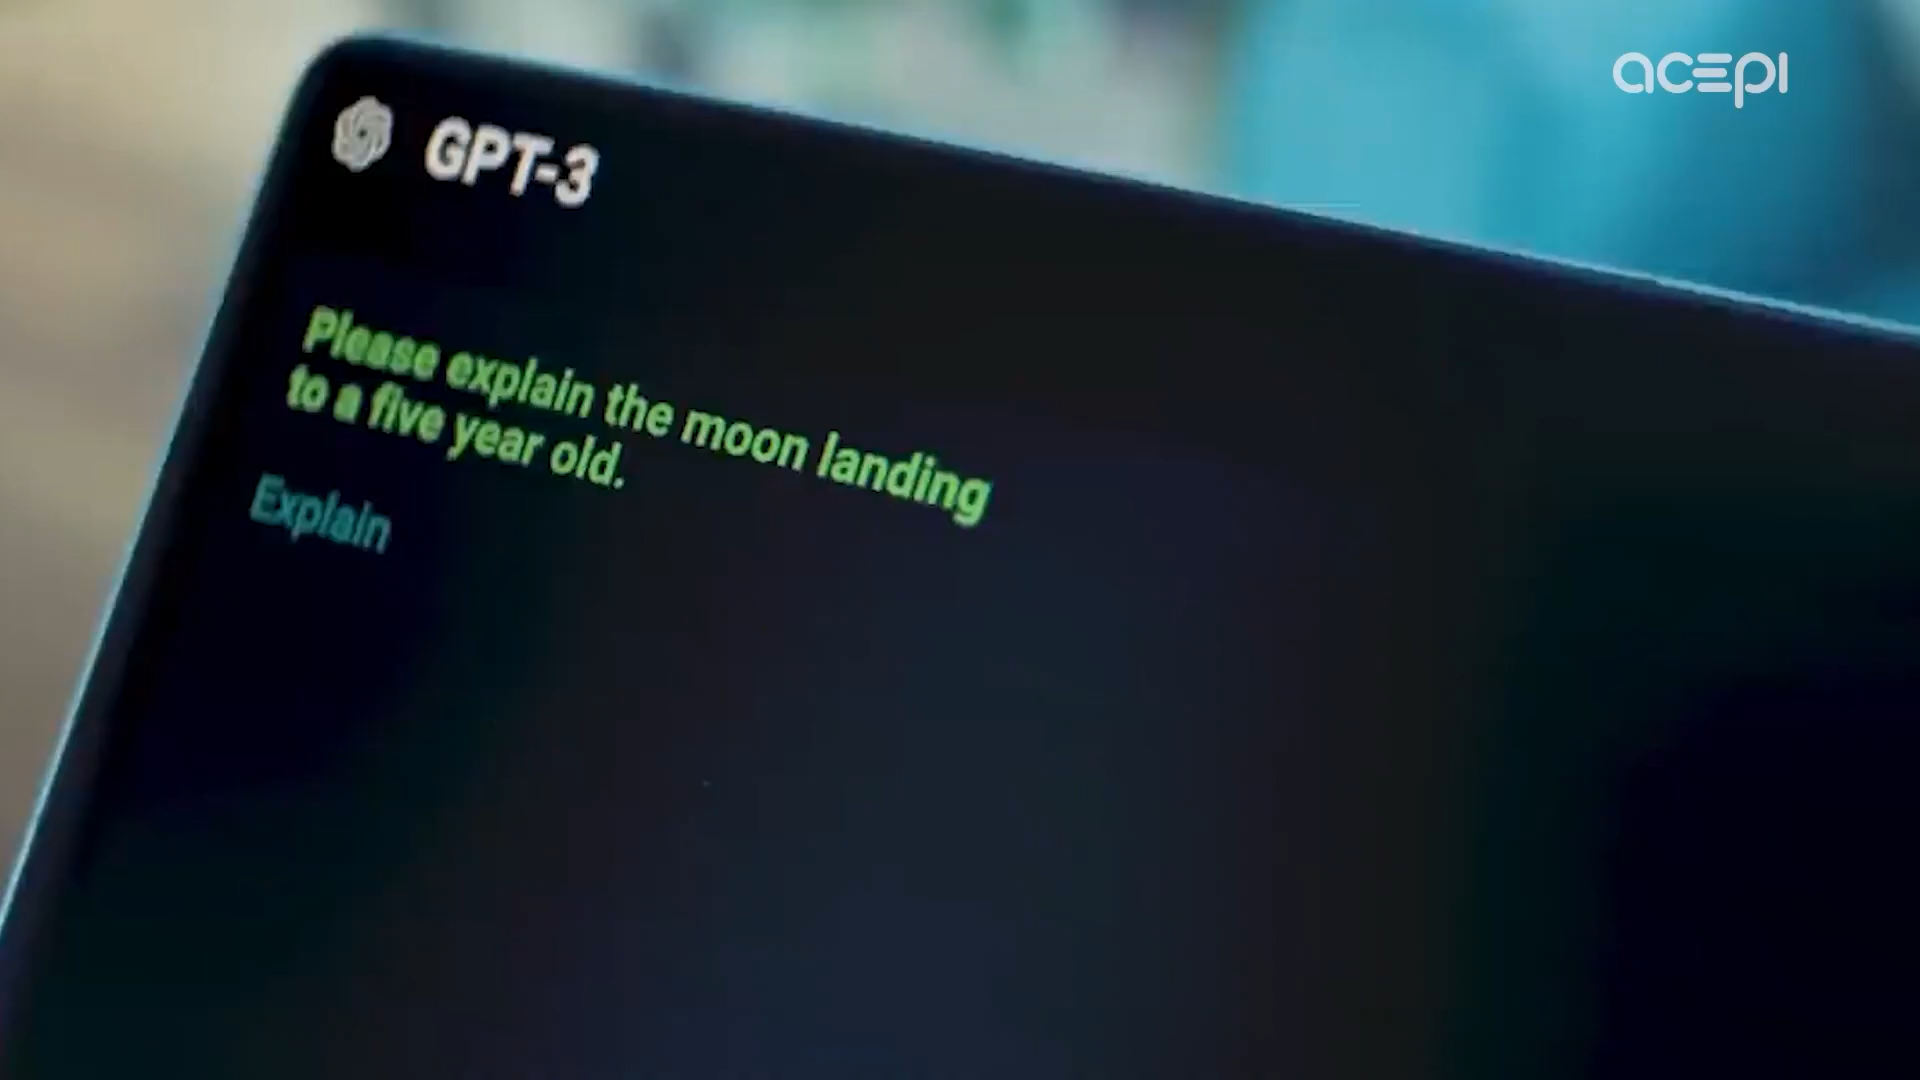 acepi
GPT-3
Please explain the moon landing
to a five year old.
Explain